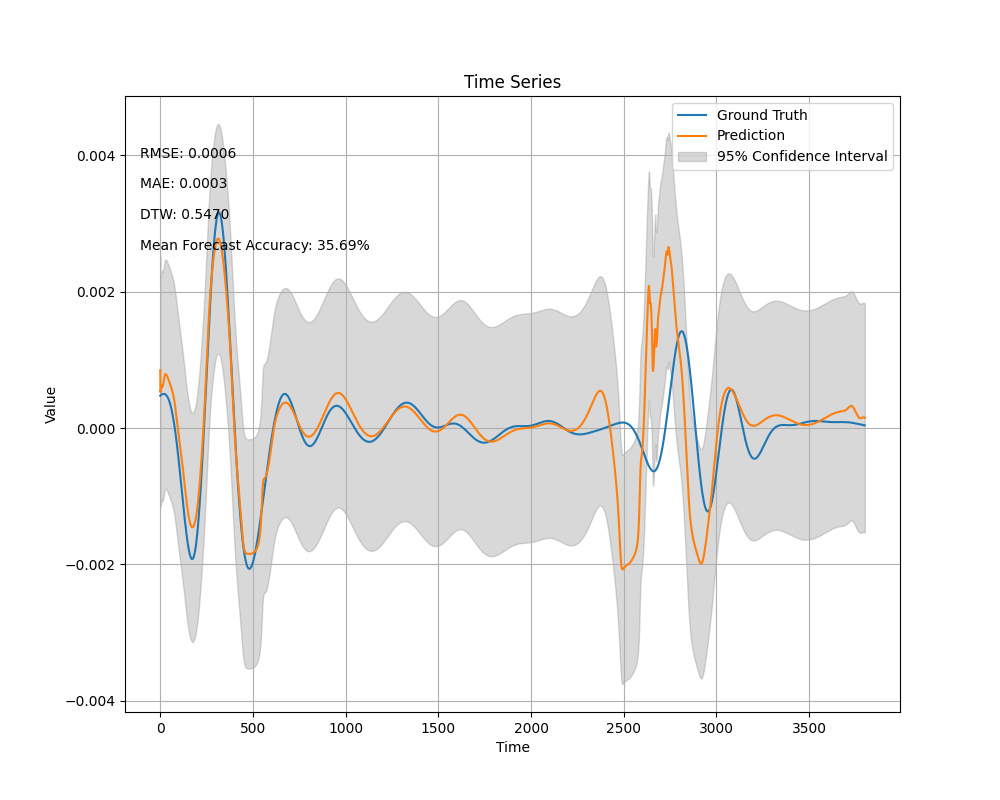 Time Series
Ground Truth
Prediction
95% Confidence Interval
RMSE: 0.0006
MAE: 0.0003
DTW: 0.5470
Mean Forecast Accuracy: 35.69%
0.004
0.002
0.000
−0.002
−0.004
Value
0 500 1000 1500 2000 2500 3000 3500
Time